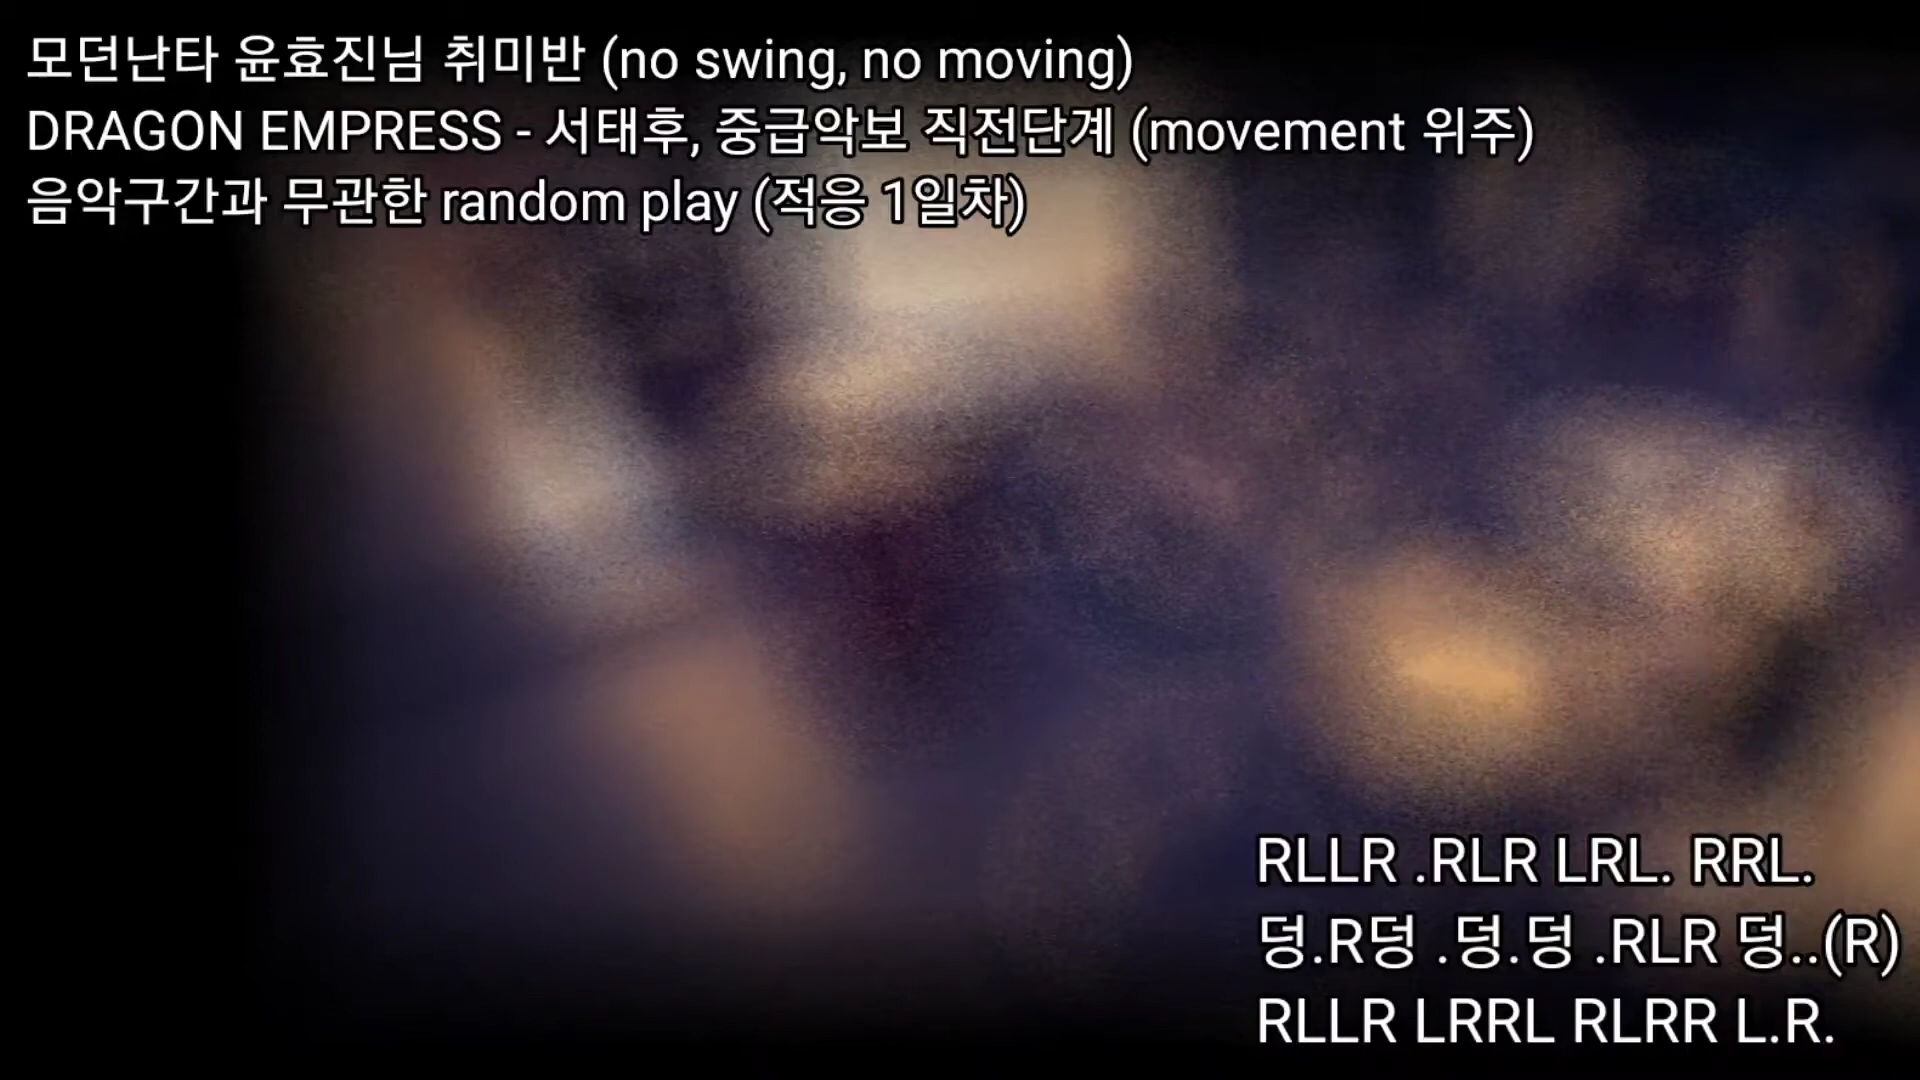 모던난타 윤효진님 취미반 (no swing, no moving)
DRAGON EMPRESS - 서태후, 중급악보 직전단계 (movement 위주)
음악구간과 무관한 random play (적응 1일차)
RLLR .RLR LRL. RRL.
덩.R덩 .덩.덩 .RLR 덩..(R)
RLLR LRRL RLRR L.R.